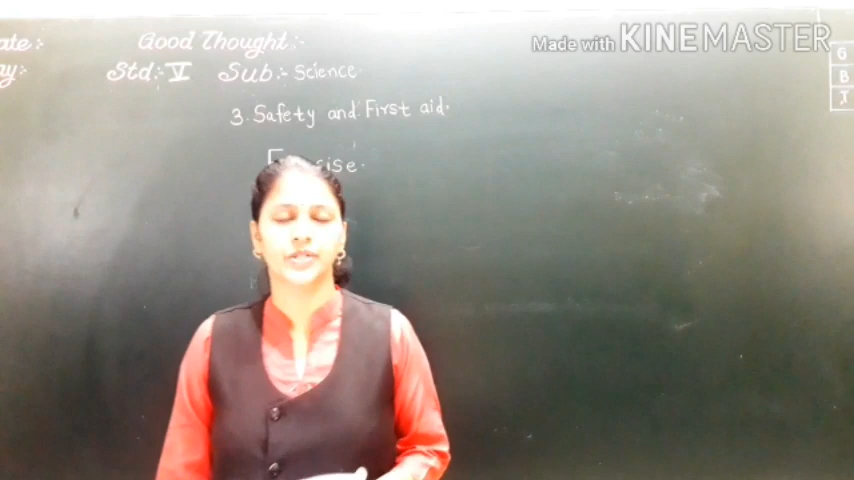 Made with KINEMASTER
ate:- Good Thought:-
ay:- Std:- V Sub:- Science
3. Safety and First aid.
G
B
T